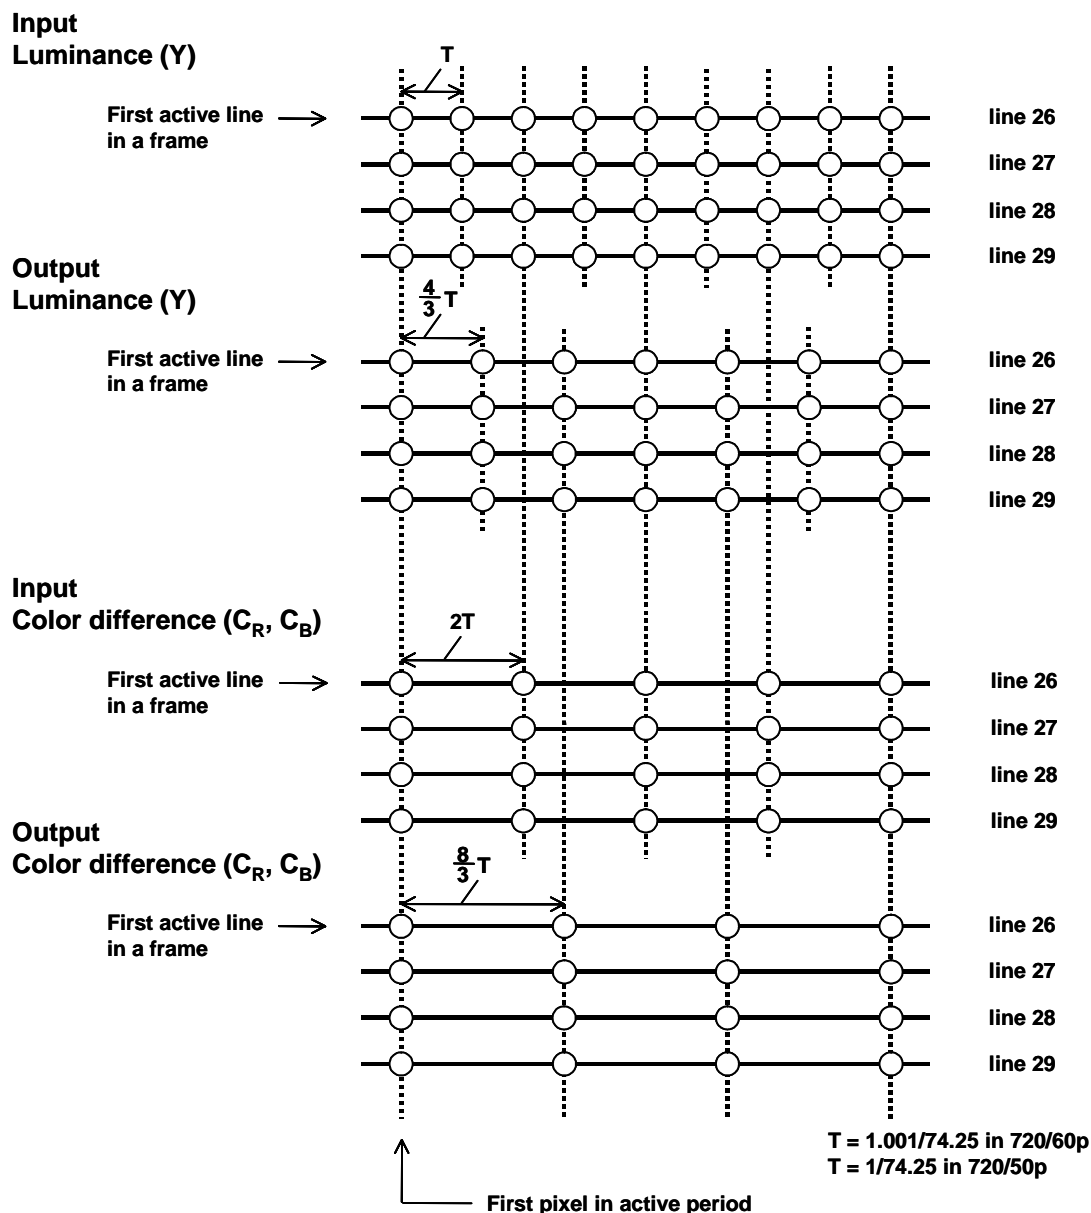 Input
Luminance (Y)
T
First active line
in a frame
line 26
line 27
line 28
line 29
Output
Luminance (Y)
4/3 T
First active line
in a frame
line 26
line 27
line 28
line 29
Input
Color difference (CR, CB)
2T
First active line
in a frame
line 26
line 27
line 28
line 29
Output
Color difference (CR, CB)
8/3 T
First active line
in a frame
line 26
line 27
line 28
line 29
T = 1.001/74.25 in 720/60p
T = 1/74.25 in 720/50p
First pixel in active period